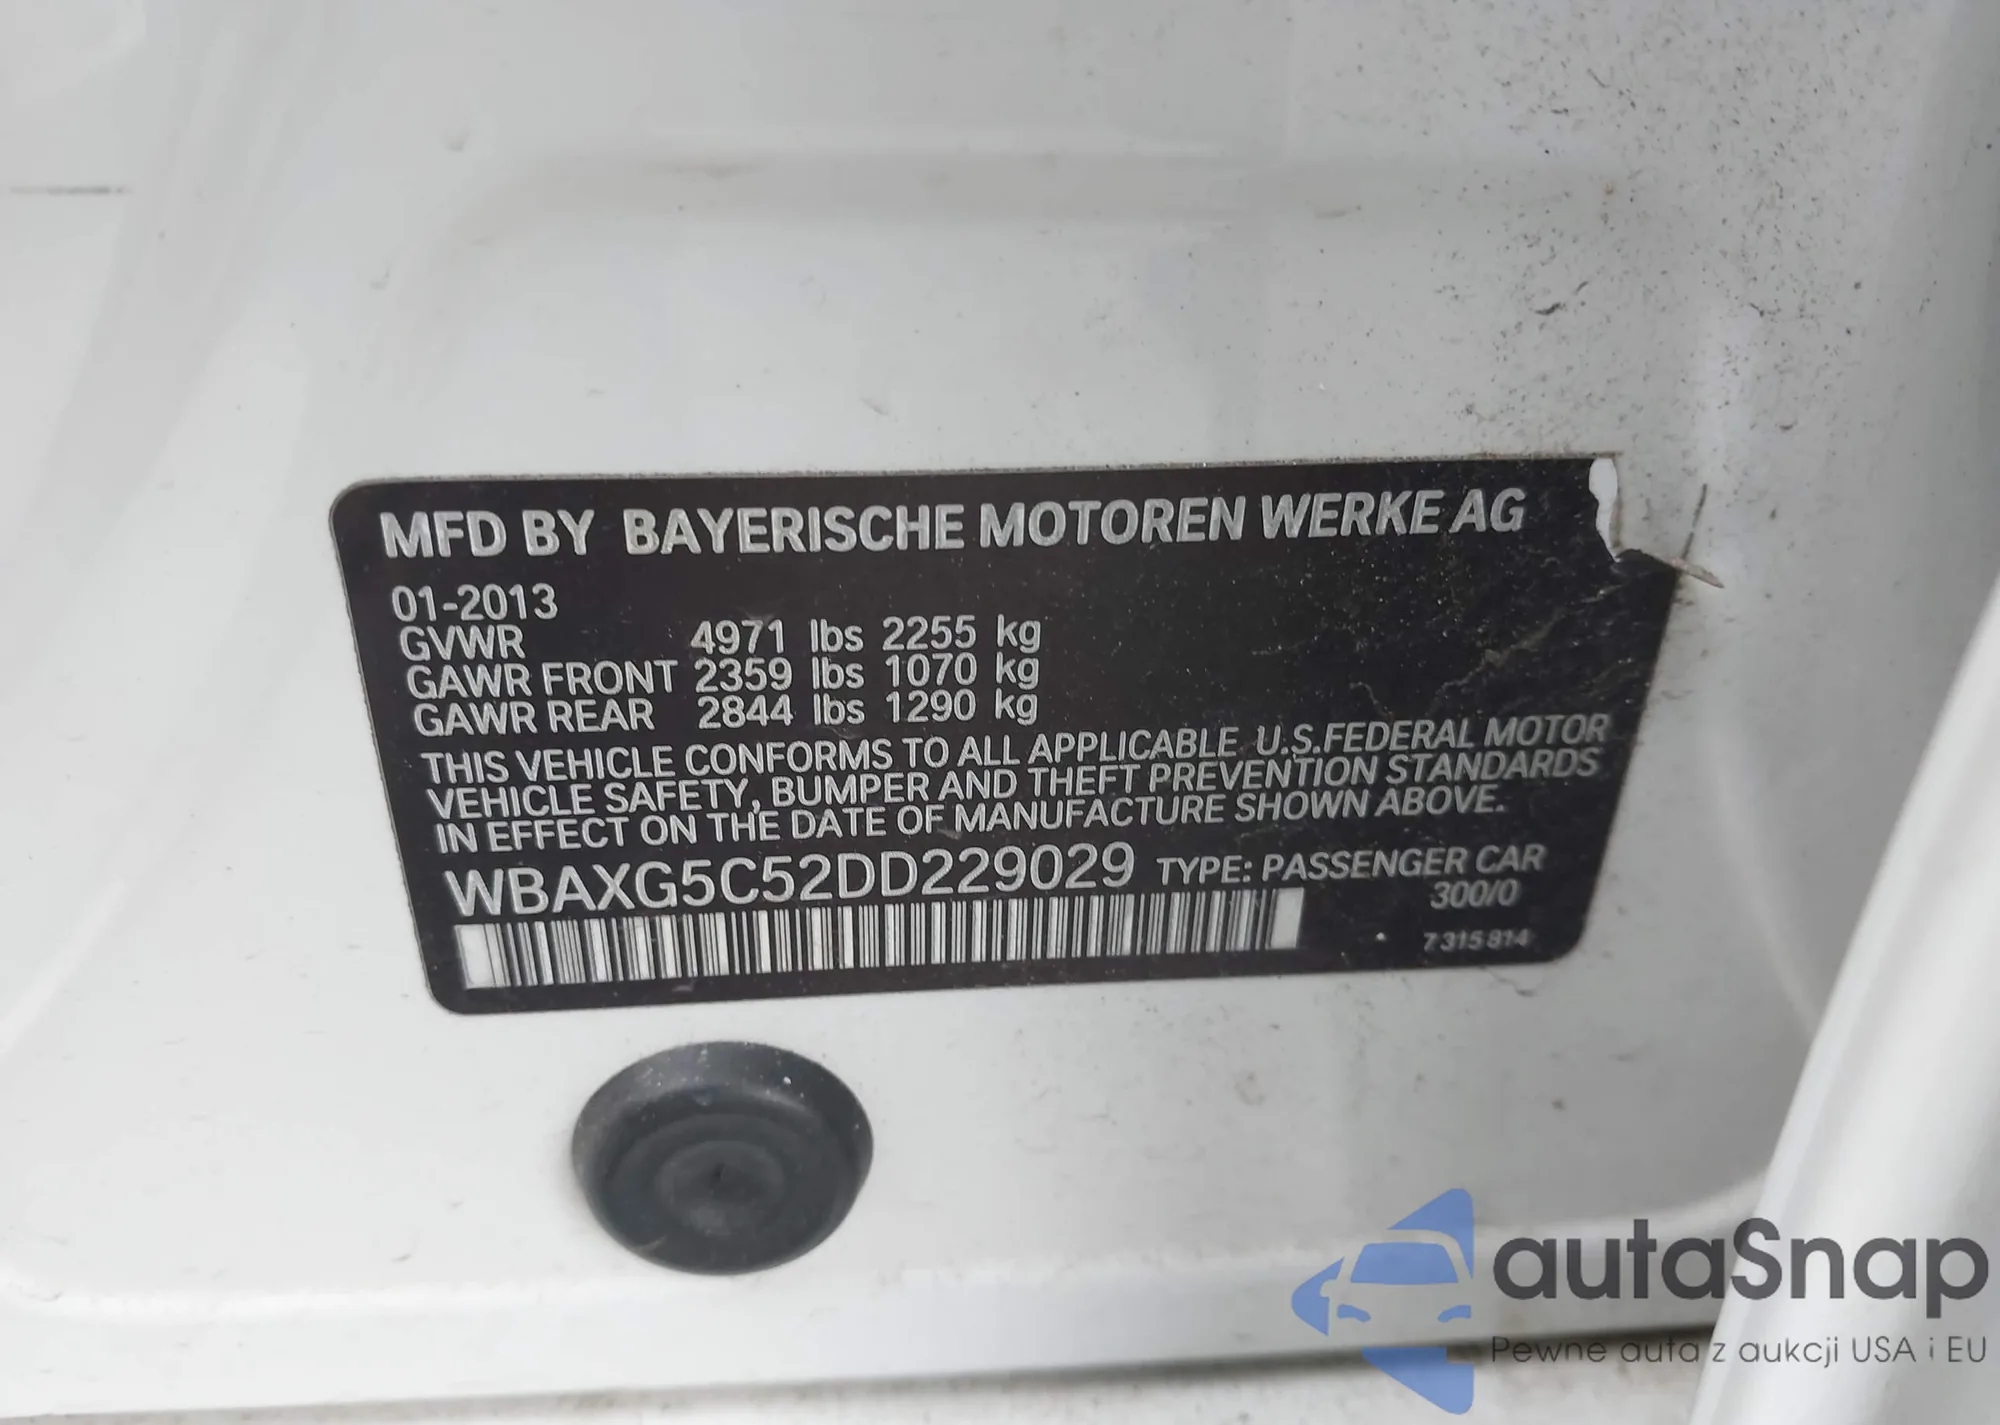 MFD BY BAYERISCHE MOTOREN WERKE AG
01-2013
GVWR 4971 lbs 2255 kg
GAWR FRONT 2359 lbs 1070 kg
GAWR REAR 2844 lbs 1290 kg
THIS VEHICLE CONFORMS TO ALL APPLICABLE U.S.FEDERAL MOTOR
VEHICLE SAFETY, BUMPER AND THEFT PREVENTION STANDARDS
IN EFFECT ON THE DATE OF MANUFACTURE SHOWN ABOVE.
WBAXG5C52DD229029 TYPE: PASSENGER CAR
300/0
7 315 814
autaSnap
Pewne auta z aukcji USA i EU